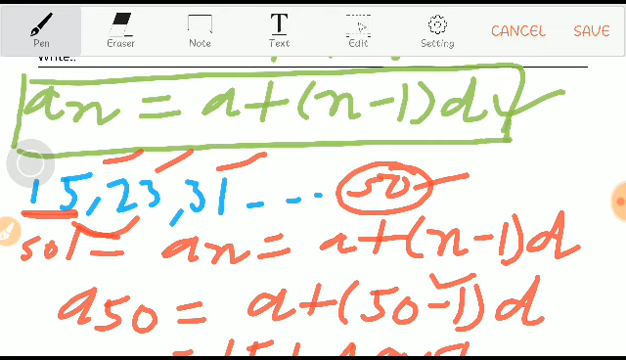 Pen Eraser Note Text Edit Setting CANCEL SAVE
an = a+(n-1)d
15, 23, 31 - - - 50
sol = an = a+(n-1)d
a50 = a+(50-1)d